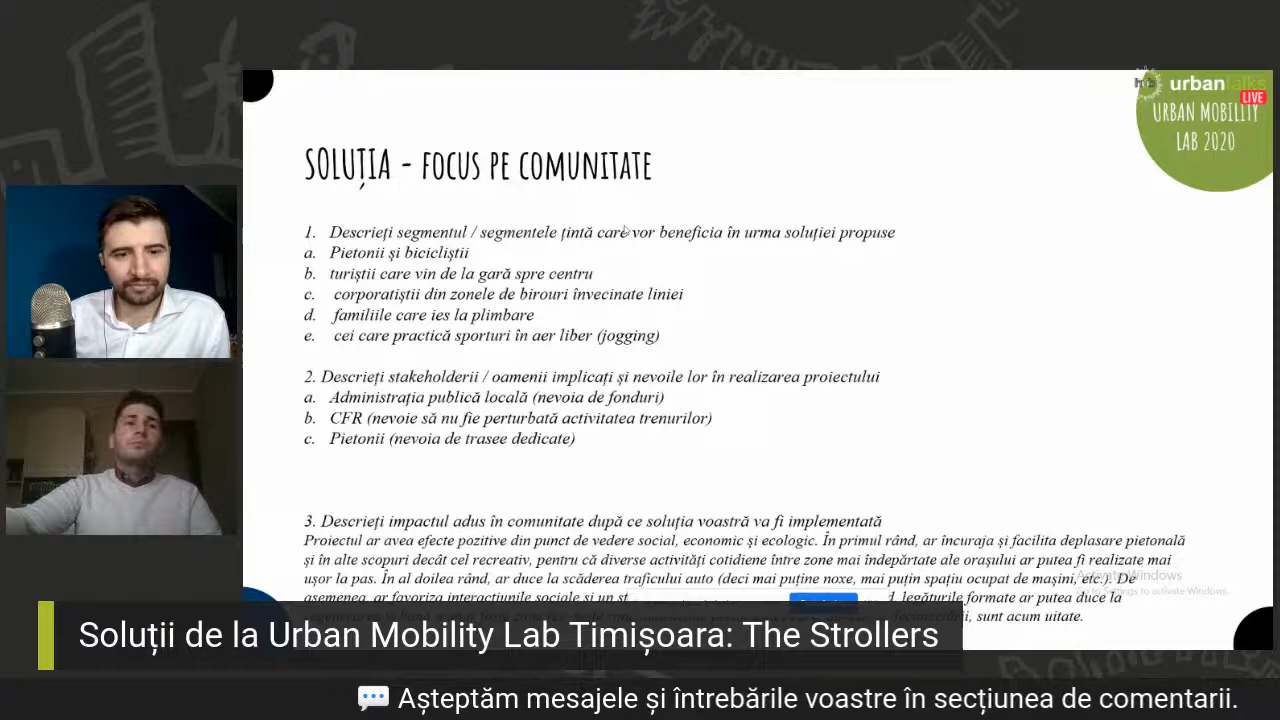 urbantalks
LIVE
URBAN MOBILITY
LAB 2020
SOLUȚIA - FOCUS PE COMUNITATE
1. Descrieți segmentul / segmentele țintă care vor beneficia în urma soluției propuse
a. Pietonii și bicicliștii
b. turiștii care vin de la gară spre centru
c. corporatiștii din zonele de birouri învecinate liniei
d. familiile care ies la plimbare
e. cei care practică sporturi în aer liber (jogging)
2. Descrieți stakeholderii / oamenii implicați și nevoile lor în realizarea proiectului
a. Administrația publică locală (nevoia de fonduri)
b. CFR (nevoie să nu fie perturbată activitatea trenurilor)
c. Pietonii (nevoia de trasee dedicate)
3. Descrieți impactul adus în comunitate după ce soluția voastră va fi implementată
Proiectul ar avea efecte pozitive din punct de vedere social, economic și ecologic. În primul rând, ar încuraja și facilita deplasare pietonală
și în alte scopuri decât cel recreativ, pentru că diverse activități cotidiene între zone mai îndepărtate ale orașului ar putea fi realizate mai
ușor la pas. În al doilea rând, ar duce la scăderea traficului auto (deci mai puține noxe, mai puțin spațiu ocupat de mașini, etc.). De
asemenea, ar favoriza interacțiunile sociale și un legăturile formate ar putea duce la
sunt acum uitate.
Activate Windows
Go to Settings to activate Windows.
Soluții de la Urban Mobility Lab Timișoara: The Strollers
💬 Așteptăm mesajele și întrebările voastre în secțiunea de comentarii.